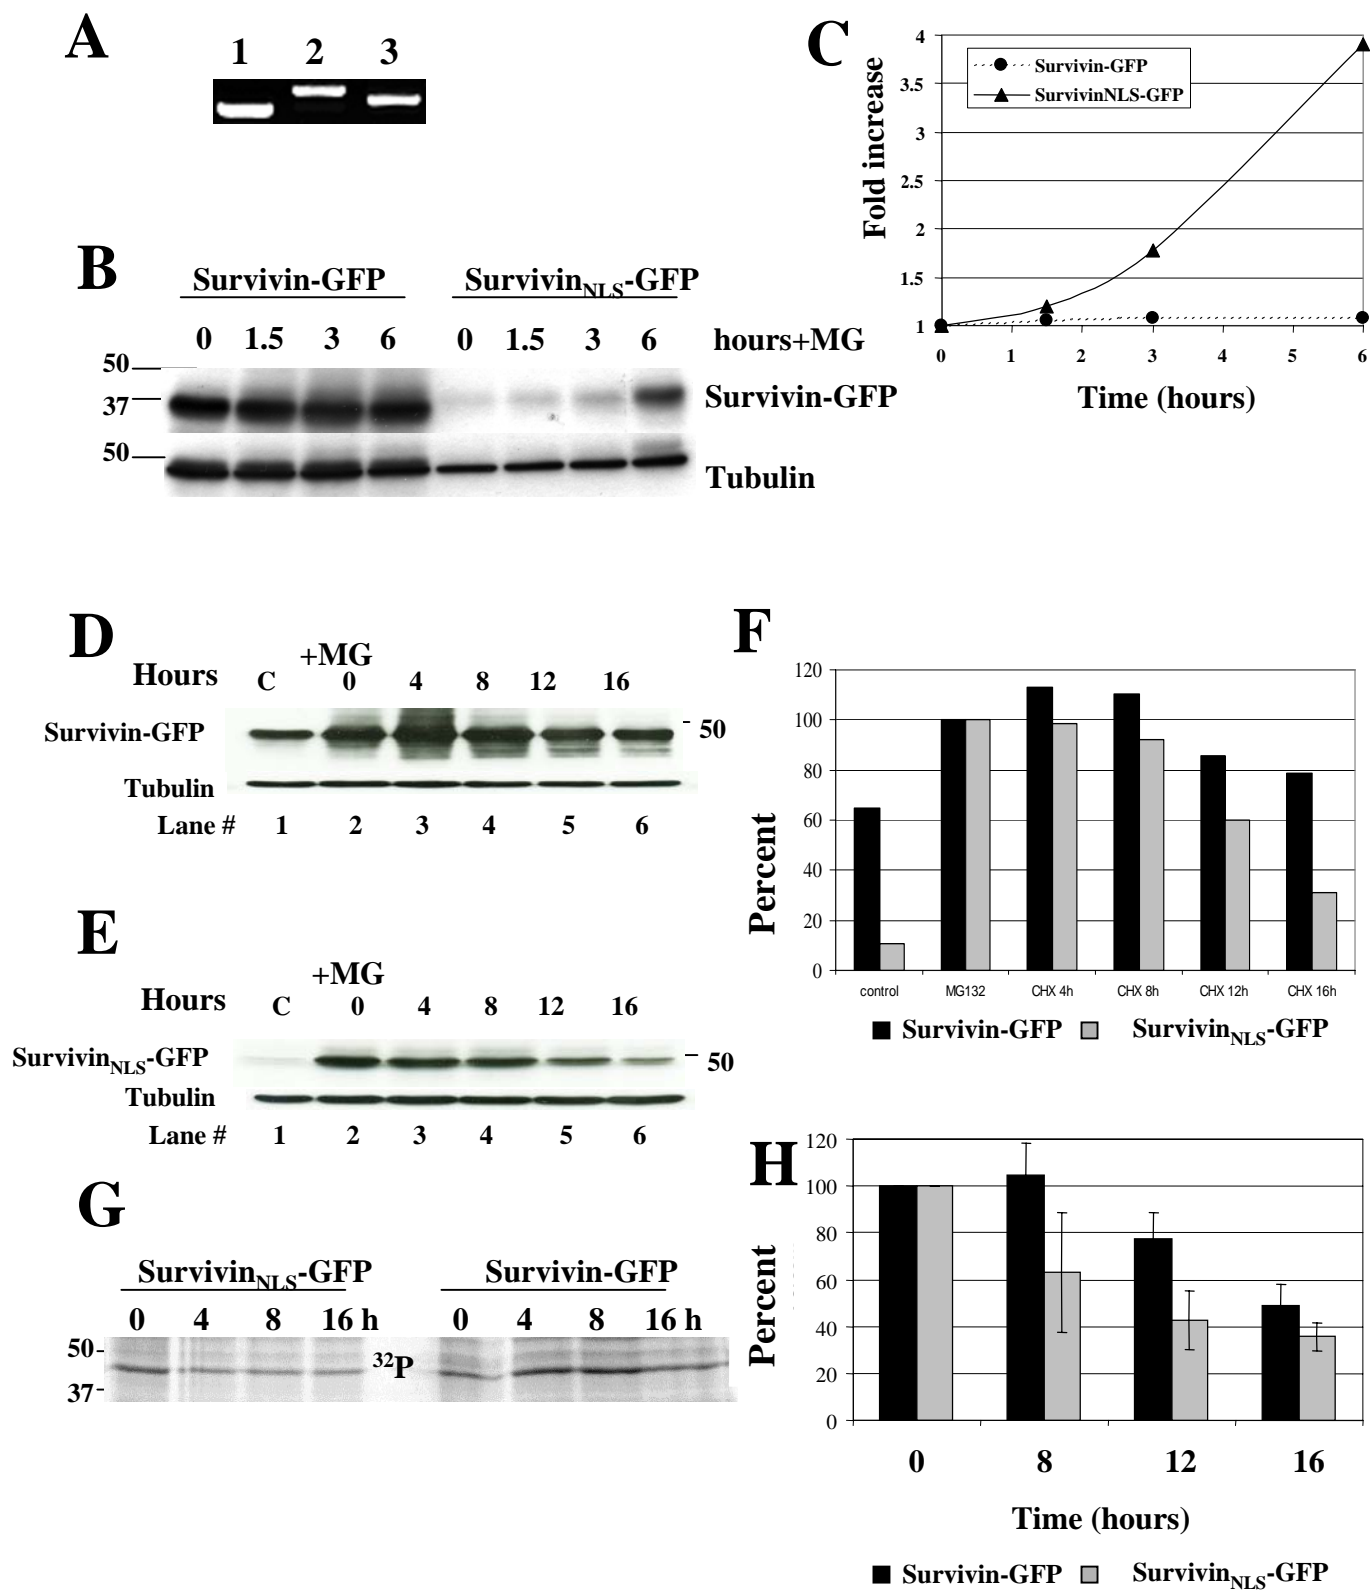 A
1 2 3
B
Survivin-GFP SurvivinNLS-GFP
0 1.5 3 6 0 1.5 3 6 hours+MG
50
37
Survivin-GFP
50
Tubulin
C
Survivin-GFP
SurvivinNLS-GFP
Fold increase
4
3.5
3
2.5
2
1.5
1
0 1 2 3 4 5 6
Time (hours)
D
+MG
Hours C 0 4 8 12 16
Survivin-GFP
50
Tubulin
Lane # 1 2 3 4 5 6
E
+MG
Hours C 0 4 8 12 16
SurvivinNLS-GFP
50
Tubulin
Lane # 1 2 3 4 5 6
F
Percent
120
100
80
60
40
20
0
control MG132 CHX 4h CHX 8h CHX 12h CHX 16h
Survivin-GFP SurvivinNLS-GFP
G
SurvivinNLS-GFP Survivin-GFP
0 4 8 16 h 0 4 8 16 h
50
37
32P
H
Percent
120
100
80
60
40
20
0
0 8 12 16
Time (hours)
Survivin-GFP SurvivinNLS-GFP